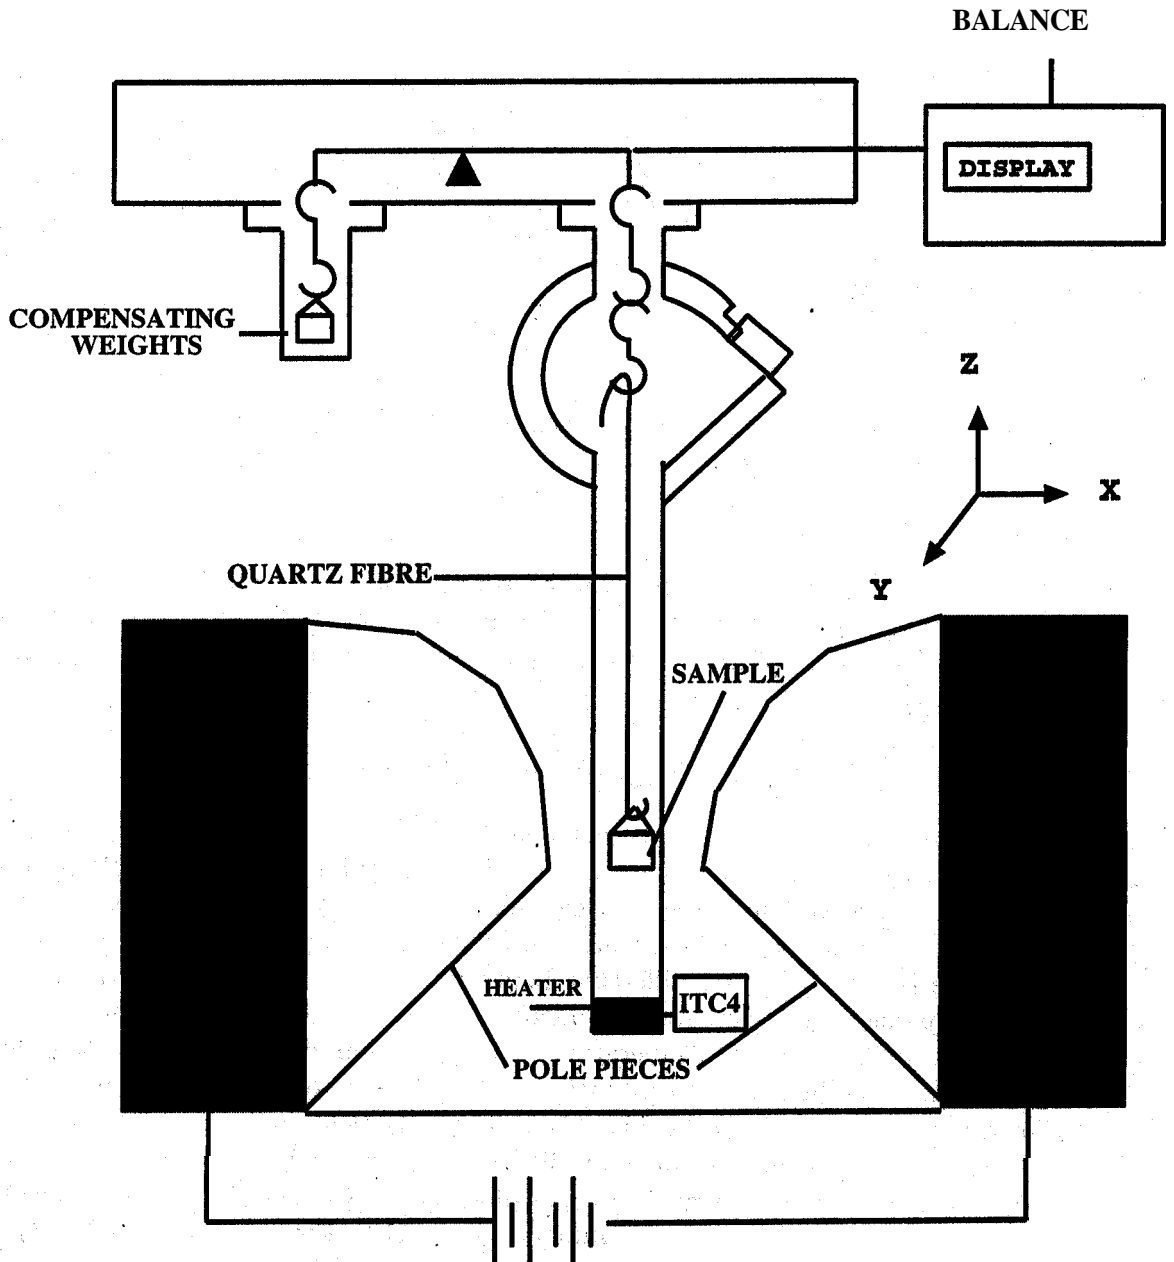 BALANCE
DISPLAY
COMPENSATING
WEIGHTS
Z
X
Y
QUARTZ FIBRE
SAMPLE
HEATER
ITC4
POLE PIECES